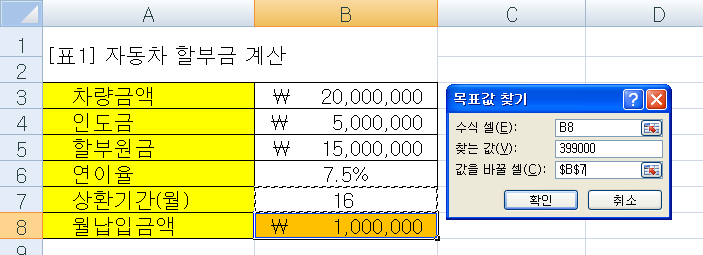 A B C D
1 [표1] 자동차 할부금 계산
2
3 차량금액 ₩ 20,000,000
4 인도금 ₩ 5,000,000
5 할부원금 ₩ 15,000,000
6 연이율 7.5%
7 상환기간(월) 16
8 월납입금액 ₩ 1,000,000
목표값 찾기
수식 셀(E): B8
찾는 값(V): 399000
값을 바꿀 셀(C): $B$7
확인 취소